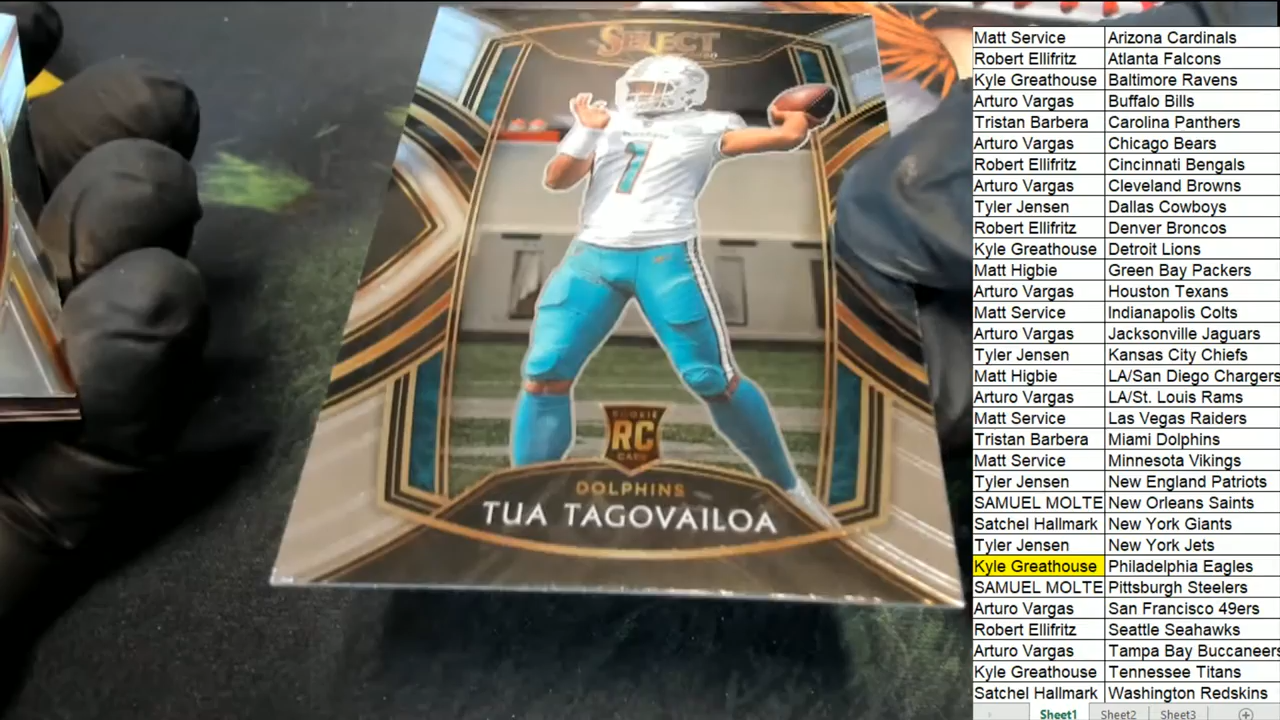 SELECT
1
ROOKIE
RC
CARD
DOLPHINS
TUA TAGOVAILOA
Matt Service Arizona Cardinals
Robert Ellifritz Atlanta Falcons
Kyle Greathouse Baltimore Ravens
Arturo Vargas Buffalo Bills
Tristan Barbera Carolina Panthers
Arturo Vargas Chicago Bears
Robert Ellifritz Cincinnati Bengals
Arturo Vargas Cleveland Browns
Tyler Jensen Dallas Cowboys
Robert Ellifritz Denver Broncos
Kyle Greathouse Detroit Lions
Matt Higbie Green Bay Packers
Arturo Vargas Houston Texans
Matt Service Indianapolis Colts
Arturo Vargas Jacksonville Jaguars
Tyler Jensen Kansas City Chiefs
Matt Higbie LA/San Diego Chargers
Arturo Vargas LA/St. Louis Rams
Matt Service Las Vegas Raiders
Tristan Barbera Miami Dolphins
Matt Service Minnesota Vikings
Tyler Jensen New England Patriots
SAMUEL MOLTE New Orleans Saints
Satchel Hallmark New York Giants
Tyler Jensen New York Jets
Kyle Greathouse Philadelphia Eagles
SAMUEL MOLTE Pittsburgh Steelers
Arturo Vargas San Francisco 49ers
Robert Ellifritz Seattle Seahawks
Arturo Vargas Tampa Bay Buccaneers
Kyle Greathouse Tennessee Titans
Satchel Hallmark Washington Redskins
Sheet1 Sheet2 Sheet3